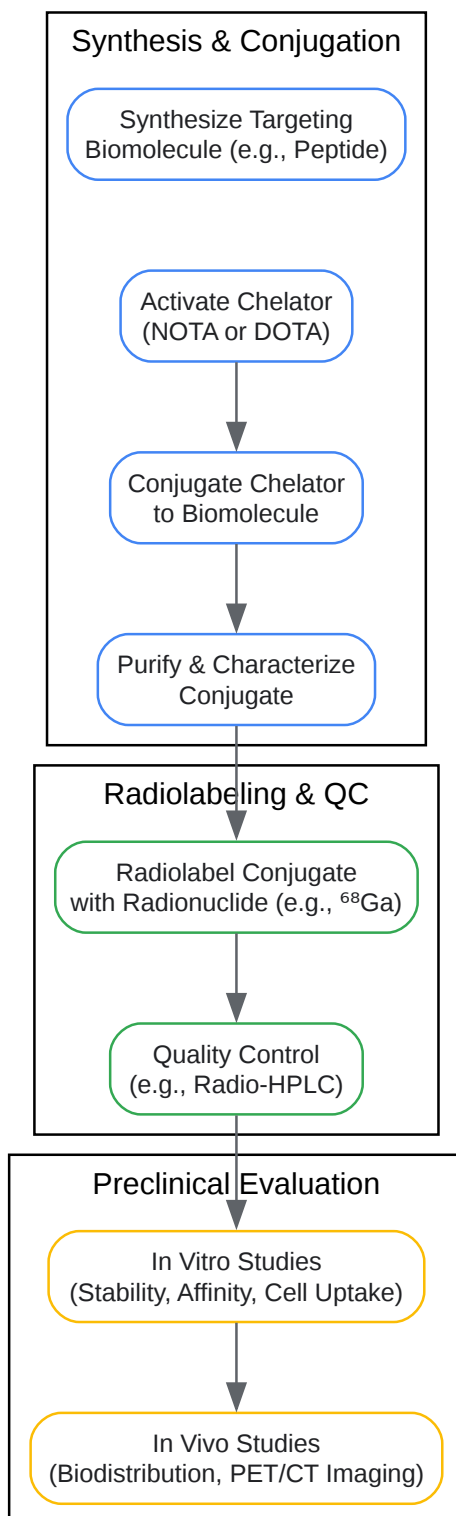 Synthesis & Conjugation
Synthesize Targeting
Biomolecule (e.g., Peptide)
Activate Chelator
(NOTA or DOTA)
Conjugate Chelator
to Biomolecule
Purify & Characterize
Conjugate
Radiolabeling & QC
Radiolabel Conjugate
with Radionuclide (e.g., ⁶⁸Ga)
Quality Control
(e.g., Radio-HPLC)
Preclinical Evaluation
In Vitro Studies
(Stability, Affinity, Cell Uptake)
In Vivo Studies
(Biodistribution, PET/CT Imaging)